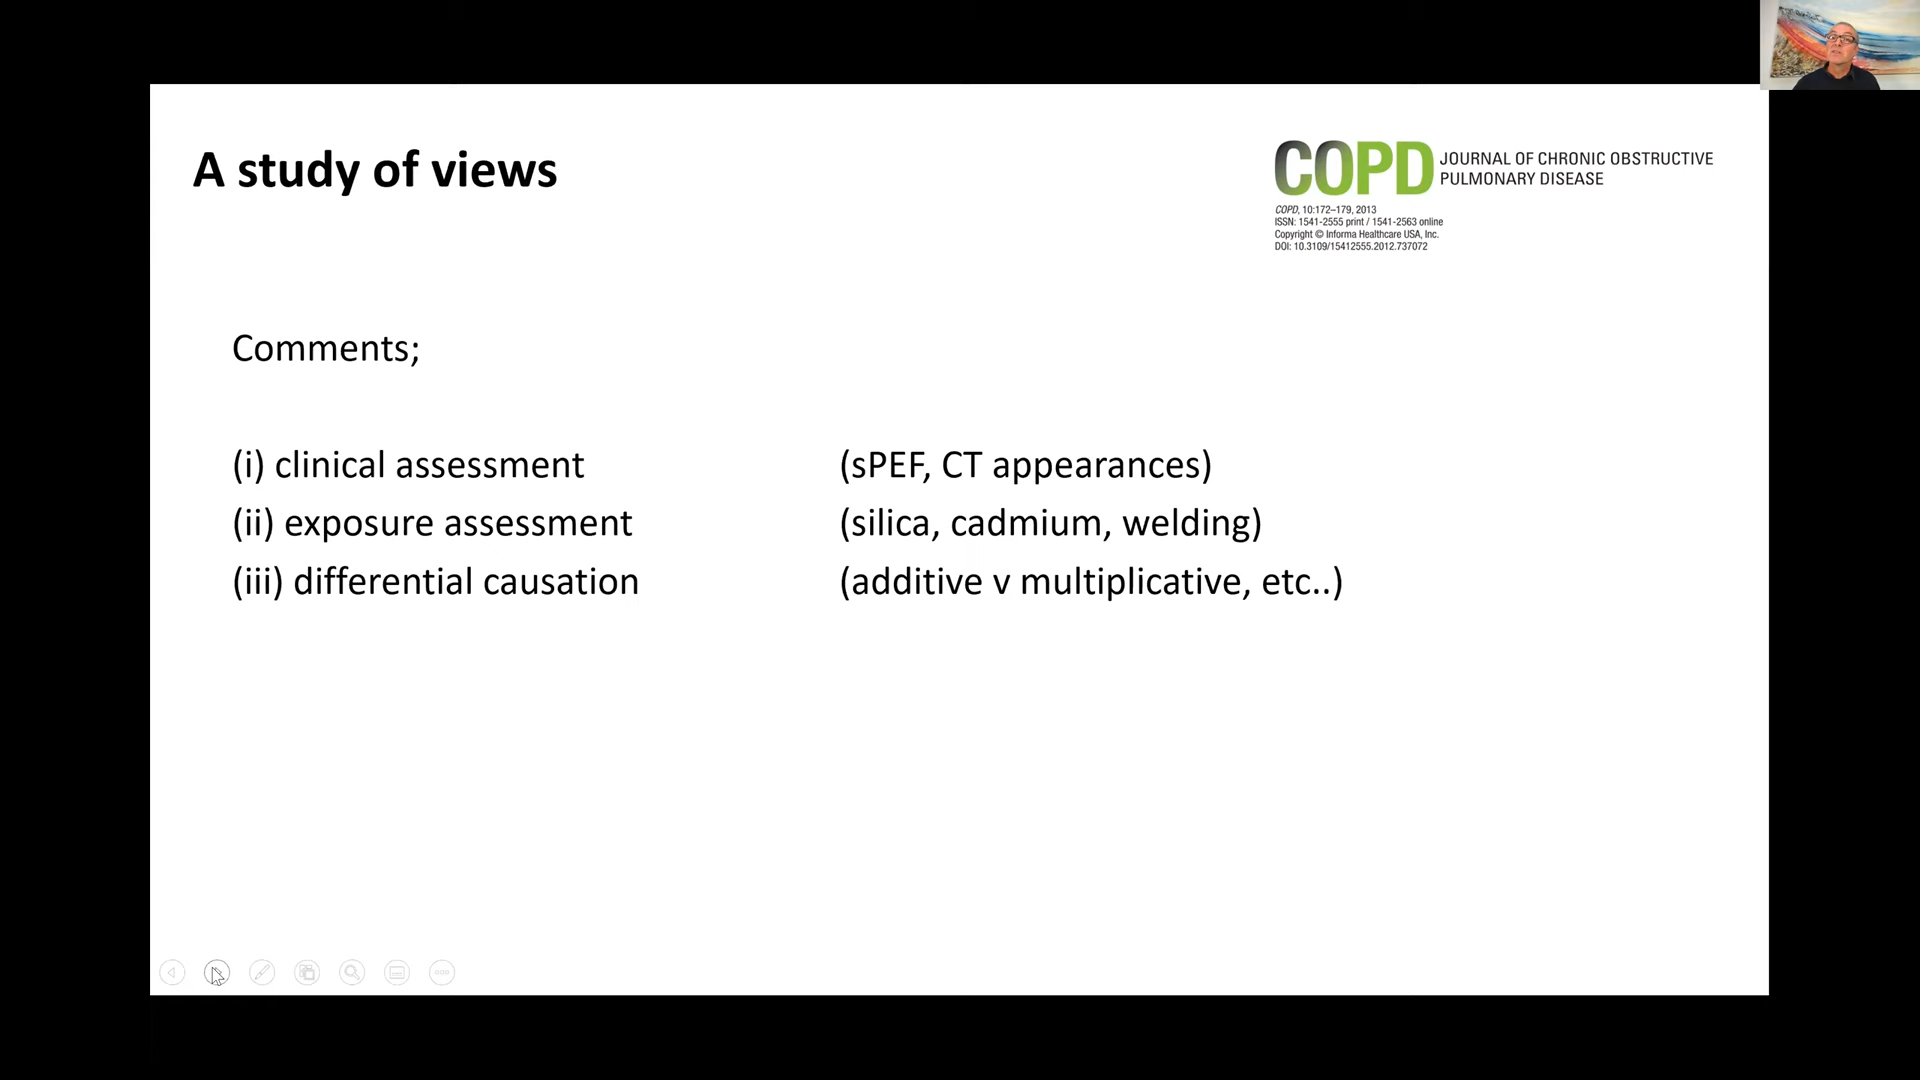 A study of views
COPD JOURNAL OF CHRONIC OBSTRUCTIVE
PULMONARY DISEASE
COPD, 10:172–179, 2013
ISSN: 1541-2555 print / 1541-2563 online
Copyright © Informa Healthcare USA, Inc.
DOI: 10.3109/15412555.2012.737072
Comments;
(i) clinical assessment (sPEF, CT appearances)
(ii) exposure assessment (silica, cadmium, welding)
(iii) differential causation (additive v multiplicative, etc..)